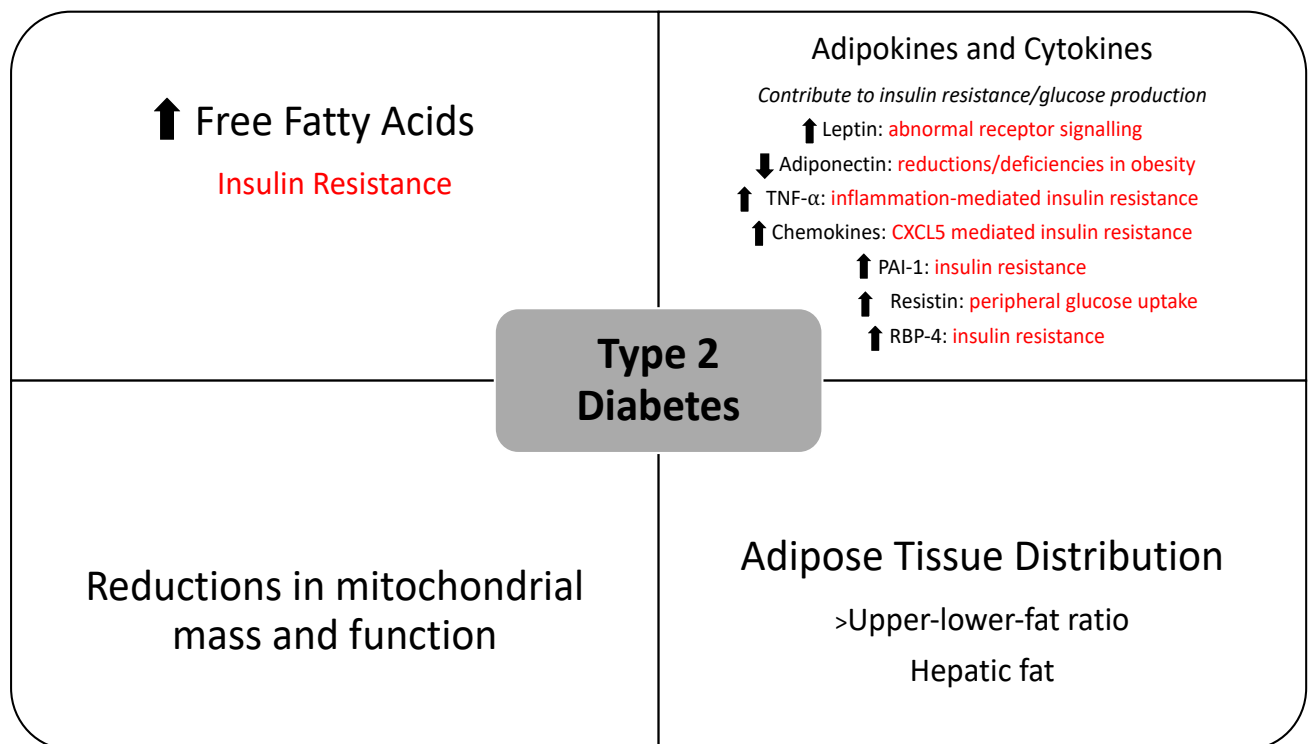 Free Fatty Acids
Insulin Resistance
Adipokines and Cytokines
Contribute to insulin resistance/glucose production
Leptin: abnormal receptor signalling
Adiponectin: reductions/deficiencies in obesity
TNF-α: inflammation-mediated insulin resistance
Chemokines: CXCL5 mediated insulin resistance
PAI-1: insulin resistance
Resistin: peripheral glucose uptake
RBP-4: insulin resistance
Type 2
Diabetes
Reductions in mitochondrial
mass and function
Adipose Tissue Distribution
>Upper-lower-fat ratio
Hepatic fat